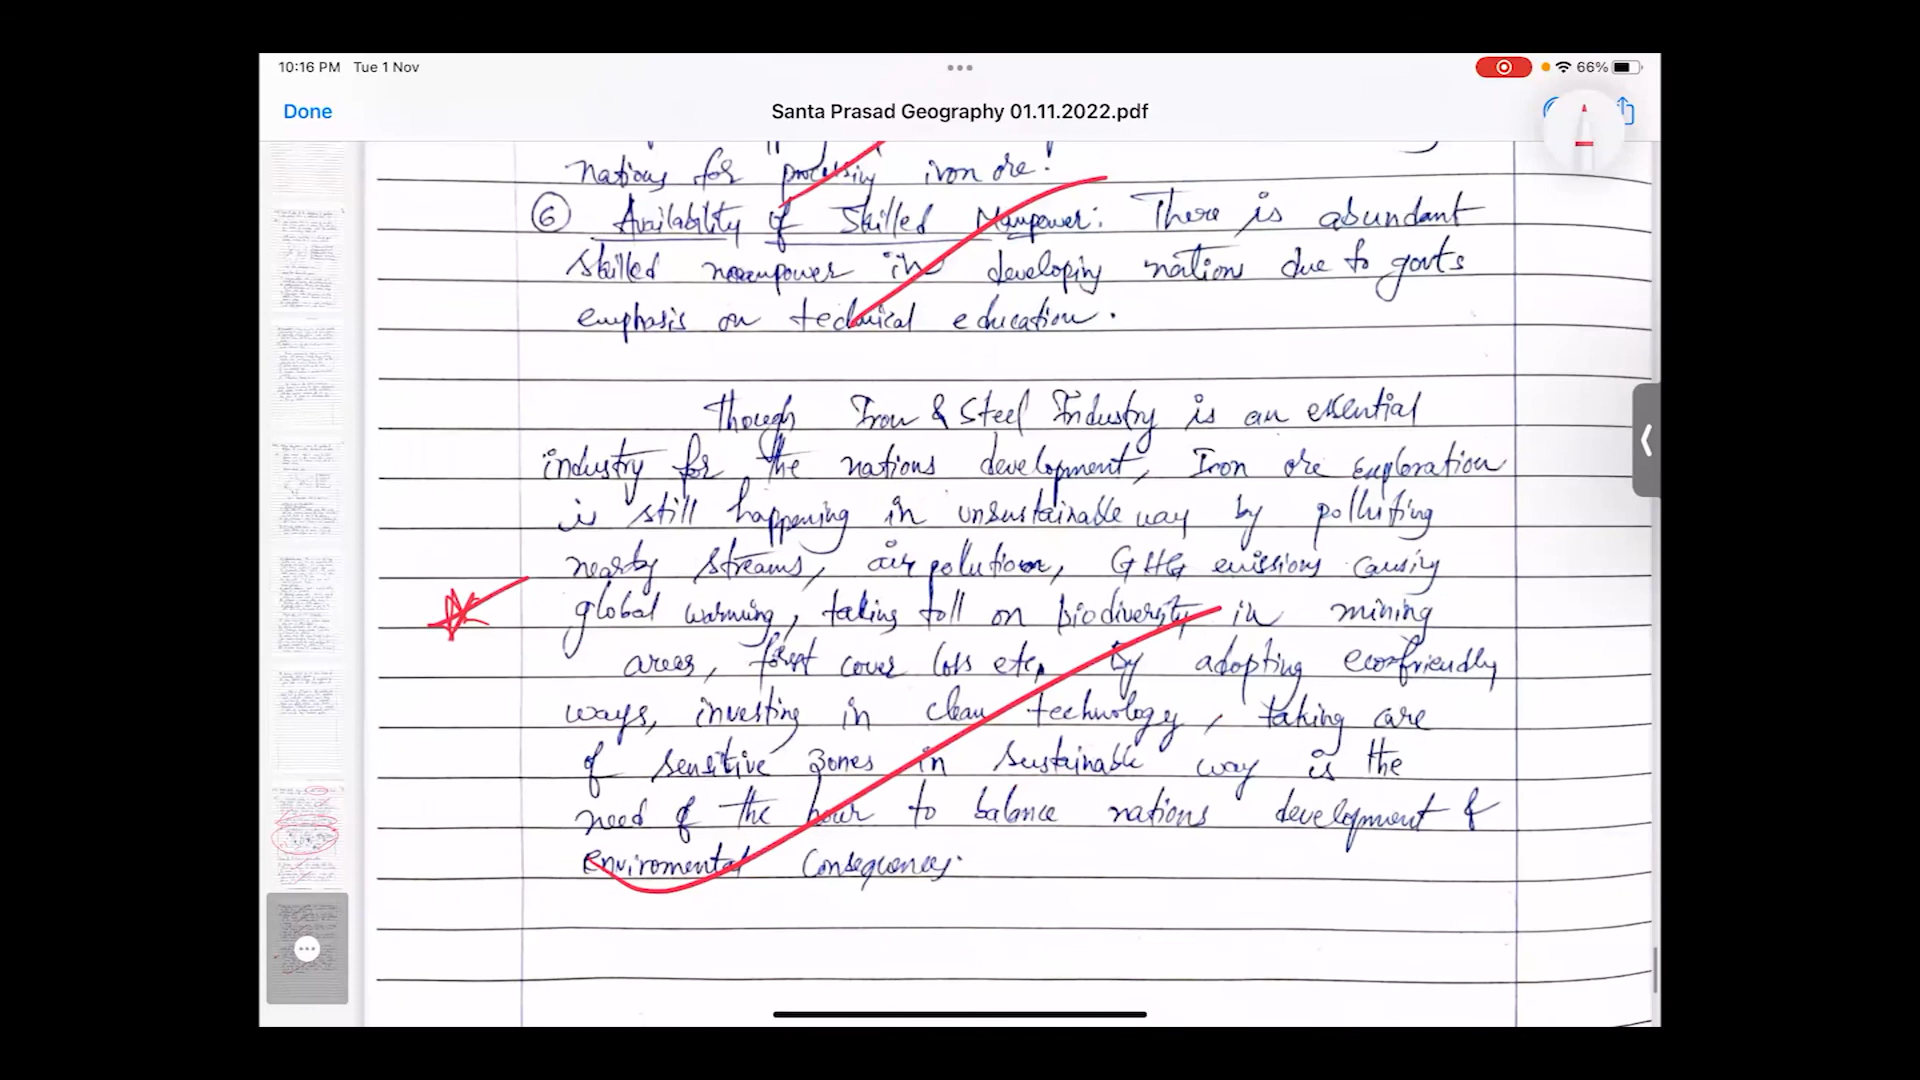 10:16 PM Tue 1 Nov
66%
Done
Santa Prasad Geography 01.11.2022.pdf
nations for processing iron ore!
6 Availability of Skilled Manpower: There is abundant
skilled manpower in developing nations due to govts
emphasis on technical education.
Though Iron & Steel Industry is an essential
industry for the nations development, Iron ore exploration
is still happening in unsustainable way by polluting
nearby streams, air polution, GHG emissions causing
global warming, taking toll on biodiversity in mining
areas, forest cover loss etc, By adopting ecofriendly
ways, investing in clean technology, taking care
of sensitive zones in sustainable way is the
need of the hour to balance nations development &
Enviromental Consequences.